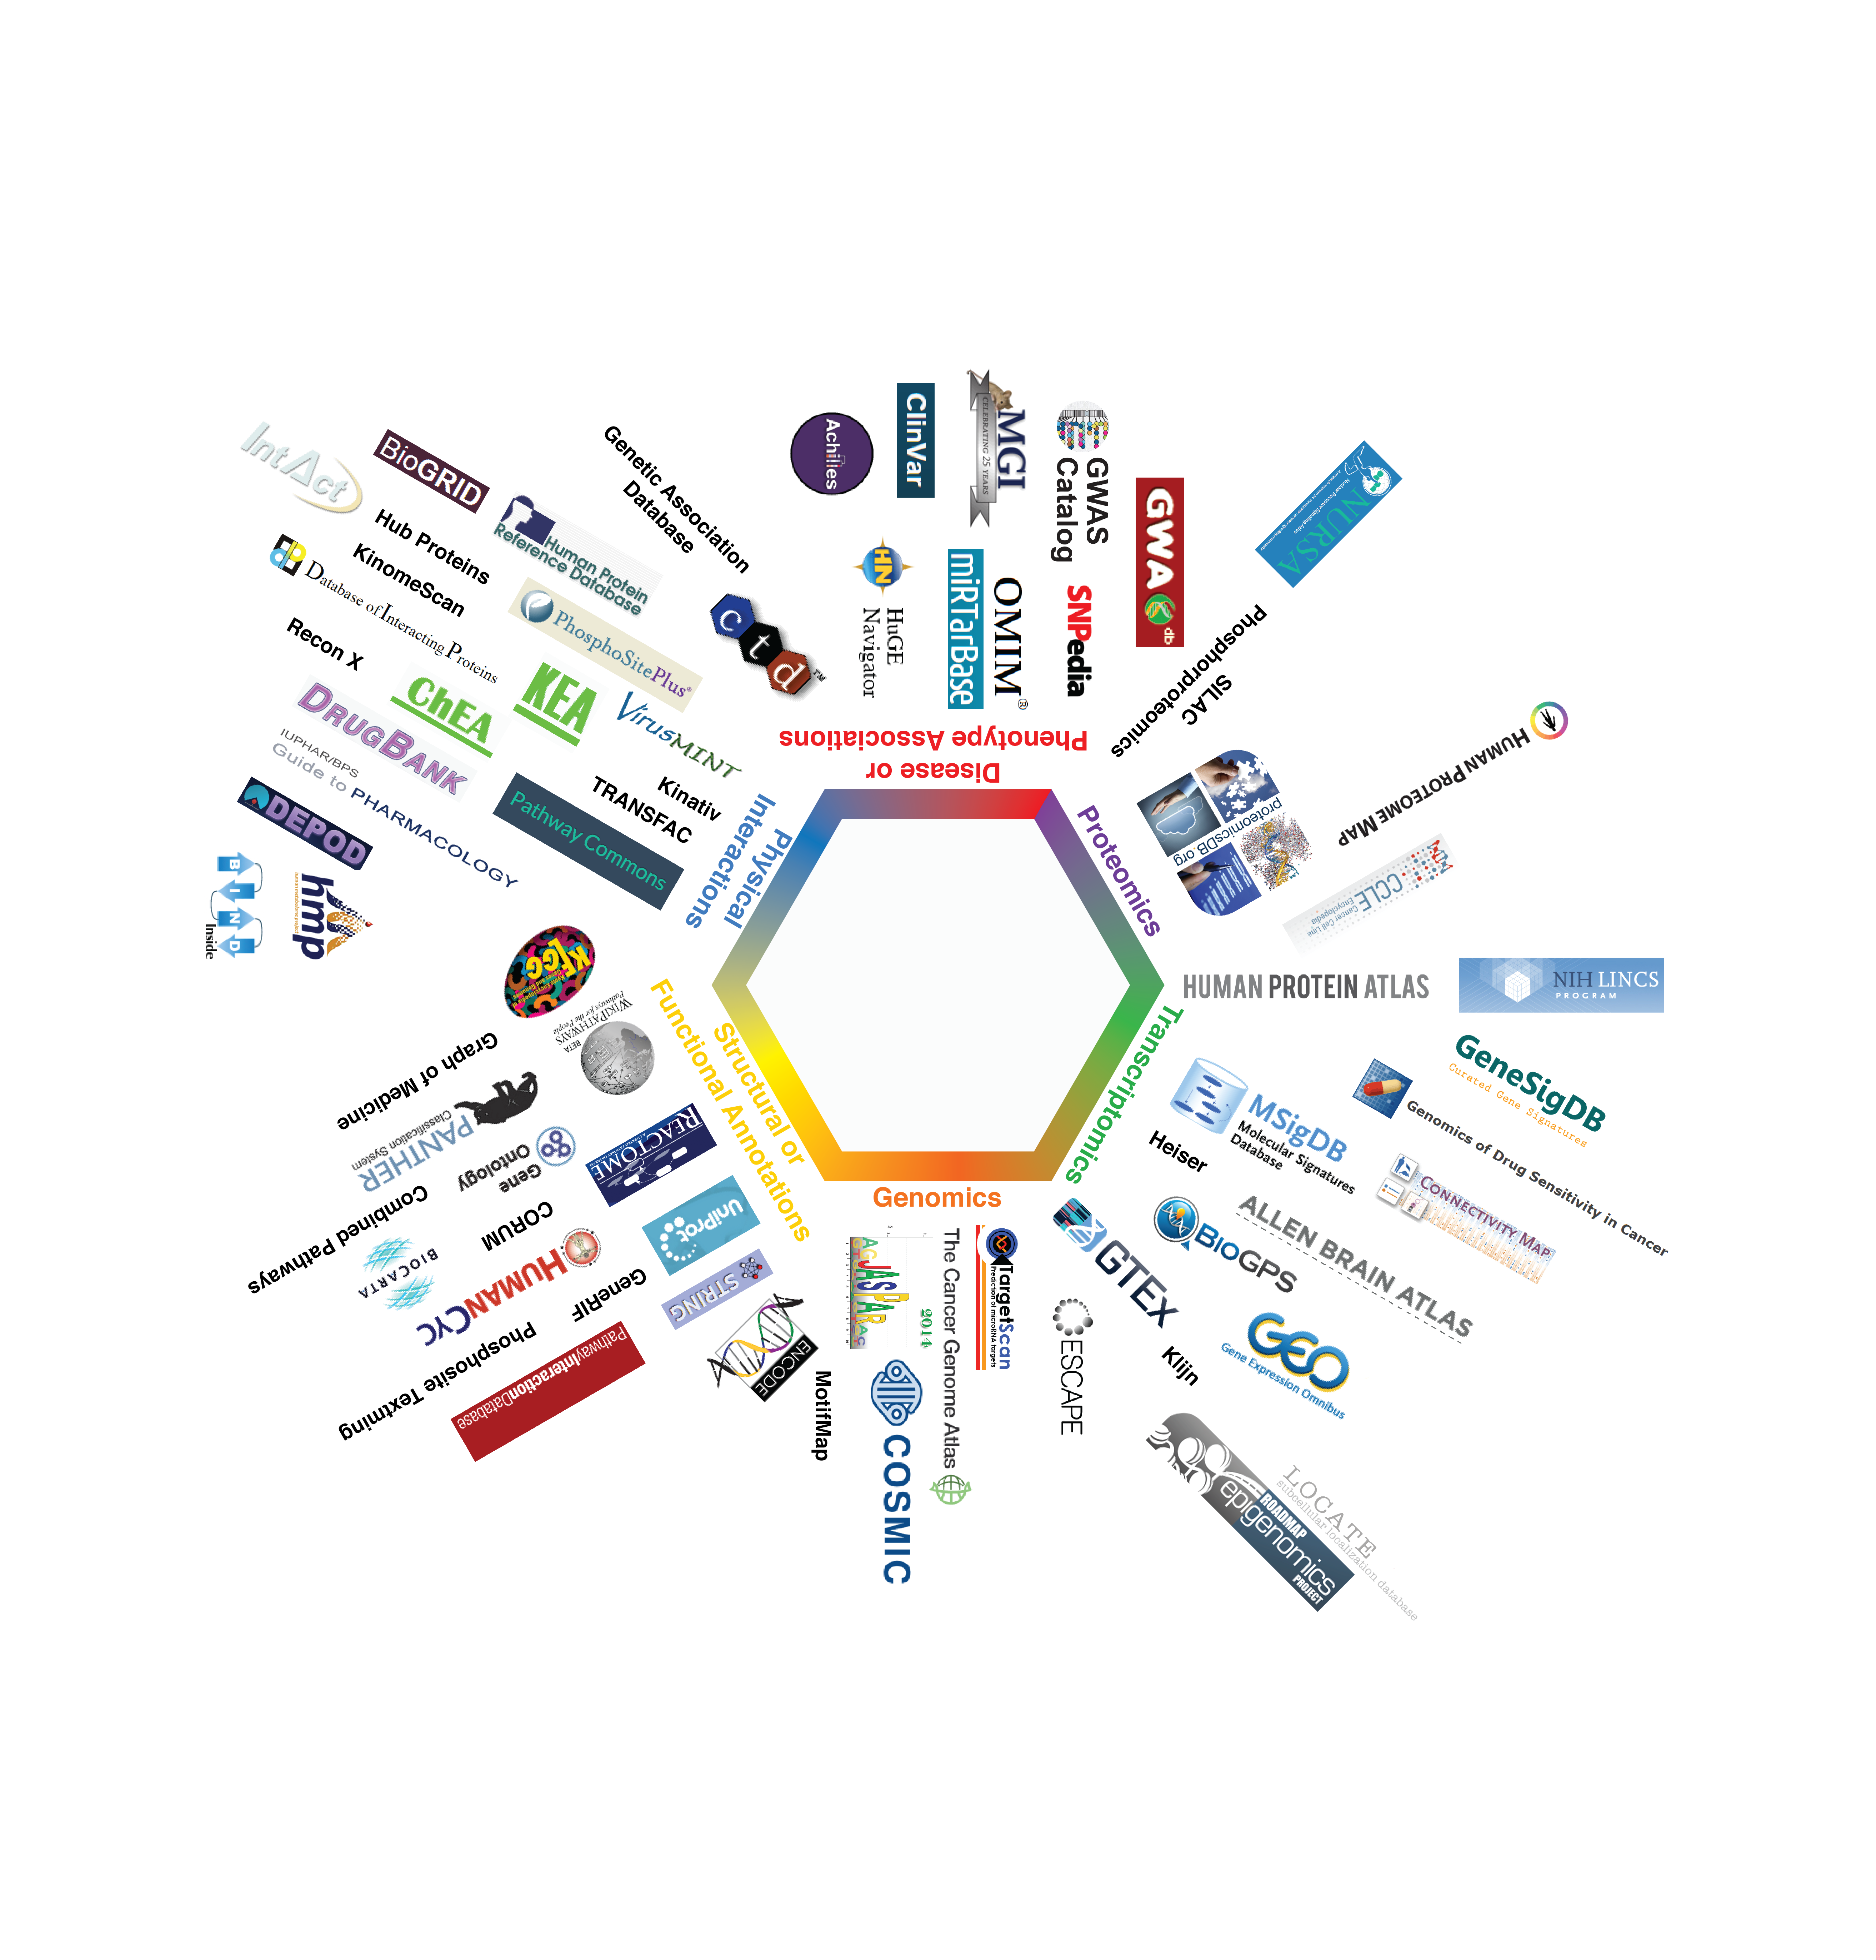 Achilles
ClinVar
MGI
CELEBRATING 25 YEARS
GWAS
Catalog
GWAS
db
HN
HuGE
Navigator
miRTarBase
OMIM®
SNPedia
Disease or
Phenotype Associations
NURSA
Phosphorproteomics
SILAC
proteomicsDB.org
HUMAN PROTEOME MAP
CCLE
Cancer Cell Line
Encyclopedia
Proteomics
HUMAN PROTEIN ATLAS
NIH LINCS
PROGRAM
Transcriptomics
GeneSigDB
Curated Gene Signatures
Genomics of Drug Sensitivity in Cancer
MSigDB
Molecular Signatures
Database
Heiser
CONNECTIVITY MAP
ALLEN BRAIN ATLAS
BIOGPS
GTEX
GEO
Gene Expression Omnibus
Klijn
ESCAPE
LOCATE
subcellular localization database
ROADMAP
epigenomics
PROJECT
Genomics
TargetScan
Prediction of microRNA targets
The Cancer Genome Atlas
JASPAR
2014
COSMIC
MotifMap
ENCODE
Structural or
Functional Annotations
STRING
UniProt
GeneRIF
PathwayInteractionDatabase
Phosphosite Textming
HUMANCYC
CORUM
BIOCARTA
Combined Pathways
REACTOME
Gene
Ontology
PANTHER
Classification System
Graph of Medicine
WIKIPATHWAYS
Pathways for the People
BETA
KEGG
Physical
Interactions
hmp
BIND
Inside
DEPOD
IUPHAR/BPS
Guide to PHARMACOLOGY
DRUGBANK
Pathway Commons
TRANSFAC
Kinativ
VIRUSMINT
KEA
ChEA
Recon X
Database of Interacting Proteins
KinomeScan
Hub Proteins
IntAct
BioGRID
Human Protein
Reference Database
PhosphoSitePlus®
Genetic Association
Database
ctd™